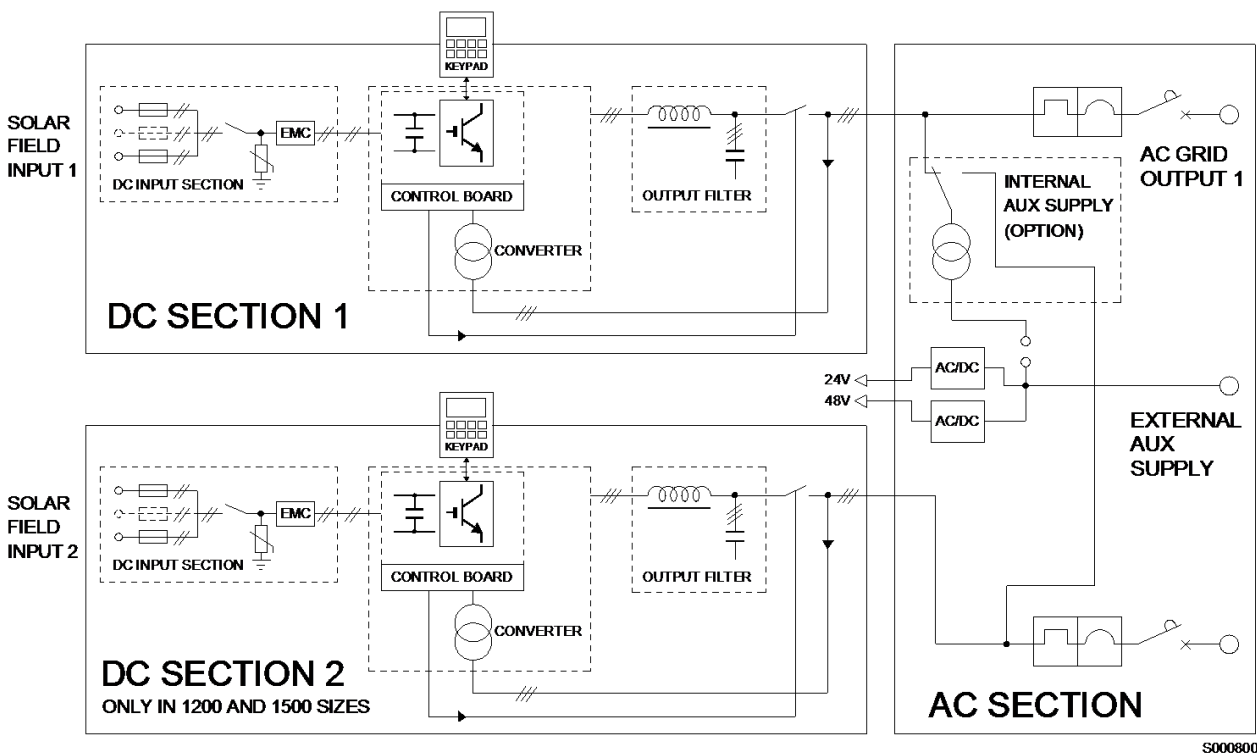 KEYPAD
SOLAR
FIELD
INPUT 1
EMC
DC INPUT SECTION
CONTROL BOARD
CONVERTER
OUTPUT FILTER
DC SECTION 1
AC GRID
OUTPUT 1
INTERNAL
AUX SUPPLY
(OPTION)
24V
48V
AC/DC
AC/DC
EXTERNAL
AUX
SUPPLY
KEYPAD
SOLAR
FIELD
INPUT 2
EMC
DC INPUT SECTION
CONTROL BOARD
CONVERTER
OUTPUT FILTER
DC SECTION 2
ONLY IN 1200 AND 1500 SIZES
AC SECTION
S000800